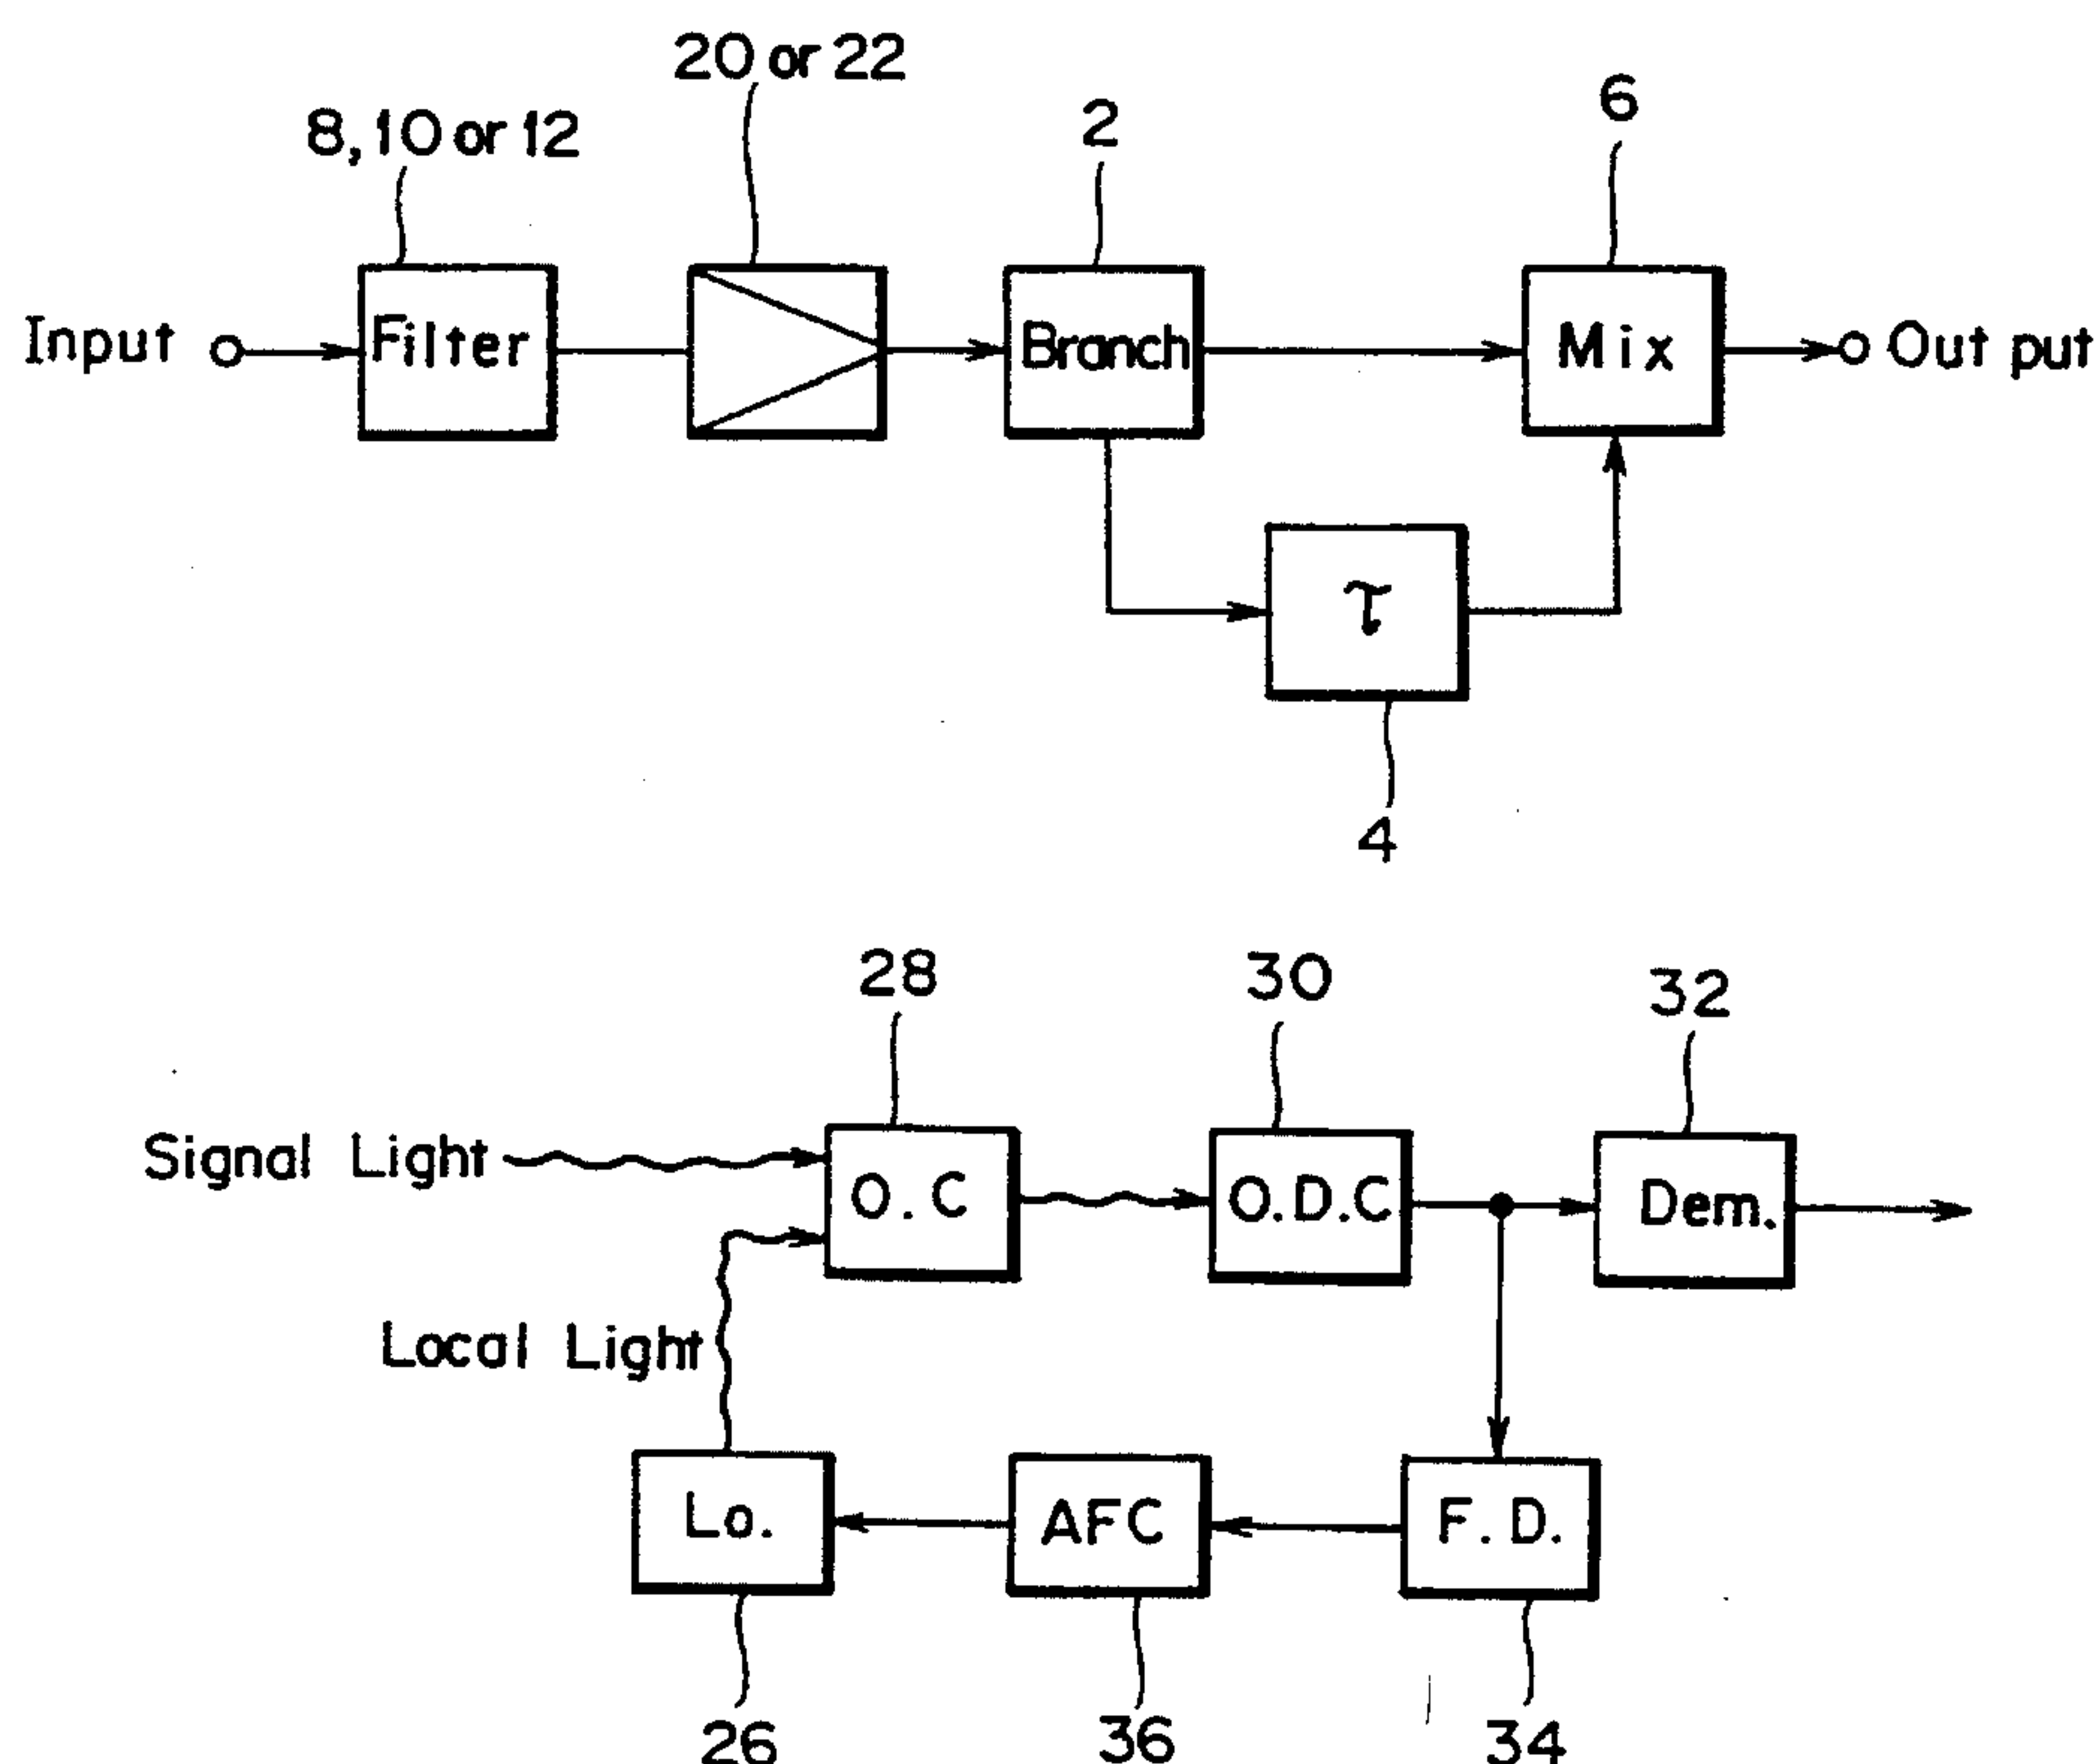 20 or 22
8, 10 or 12
2
6
Input
Filter
Branch
Mix
Out put
τ
4
28
30
32
Signal Light
O.C
O.D.C
Dem.
Local Light
Lo.
AFC
F.D.
26
36
34